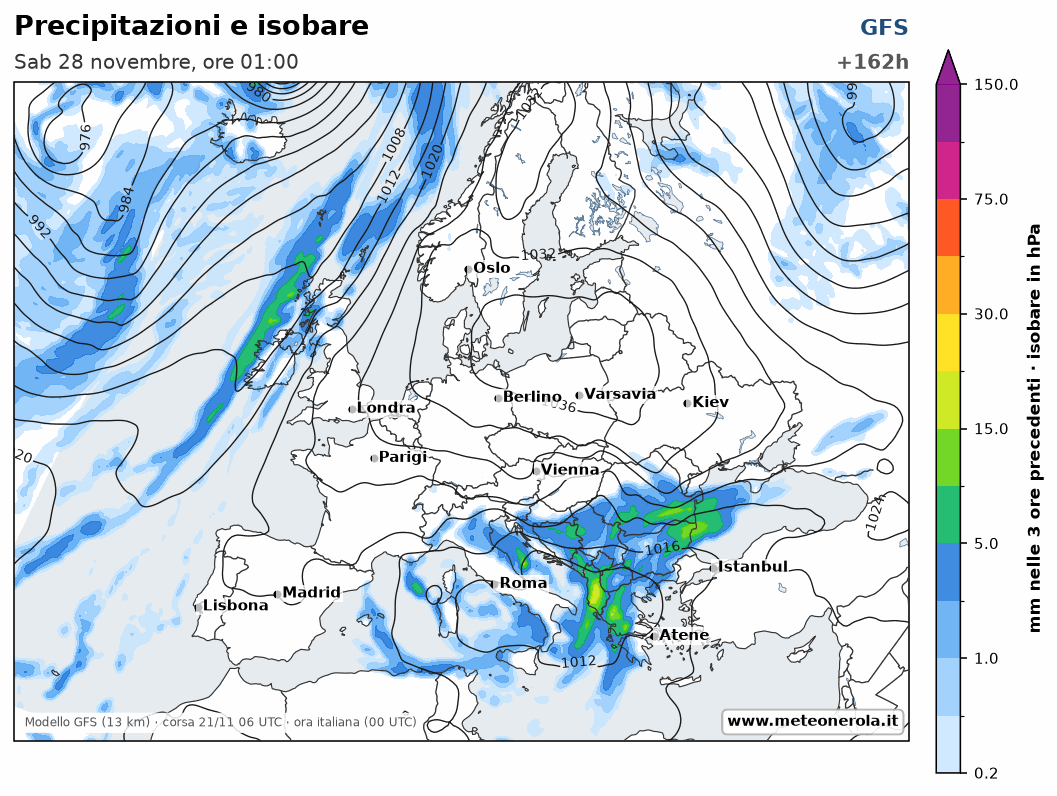 Precipitazioni e isobare
GFS
Sab 28 novembre, ore 01:00
+162h
980
976
1008
1020
1012
984
992
1032
Oslo
Londra
Berlino
Varsavia
1036
Kiev
Parigi
Vienna
20
1024
1016
Istanbul
Roma
Madrid
Lisbona
Atene
1012
Modello GFS (13 km) · corsa 21/11 06 UTC · ora italiana (00 UTC)
www.meteonerola.it
150.0
75.0
30.0
15.0
5.0
1.0
0.2
mm nelle 3 ore precedenti · isobare in hPa